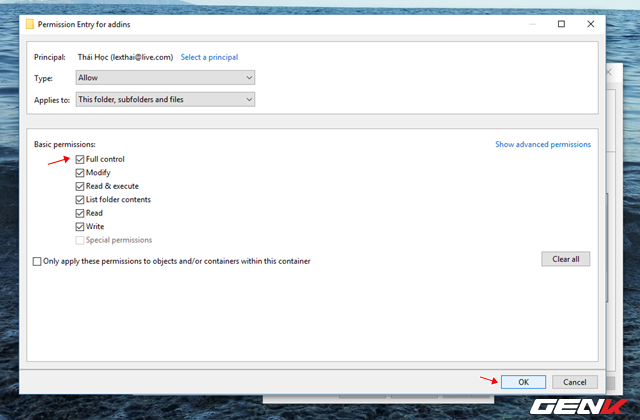 Permission Entry for addins
Principal: Thái Học (lexthai@live.com) Select a principal
Type: Allow
Applies to: This folder, subfolders and files
Basic permissions: Show advanced permissions
Full control
Modify
Read & execute
List folder contents
Read
Write
Special permissions
Only apply these permissions to objects and/or containers within this container
Clear all
OK Cancel
GENK